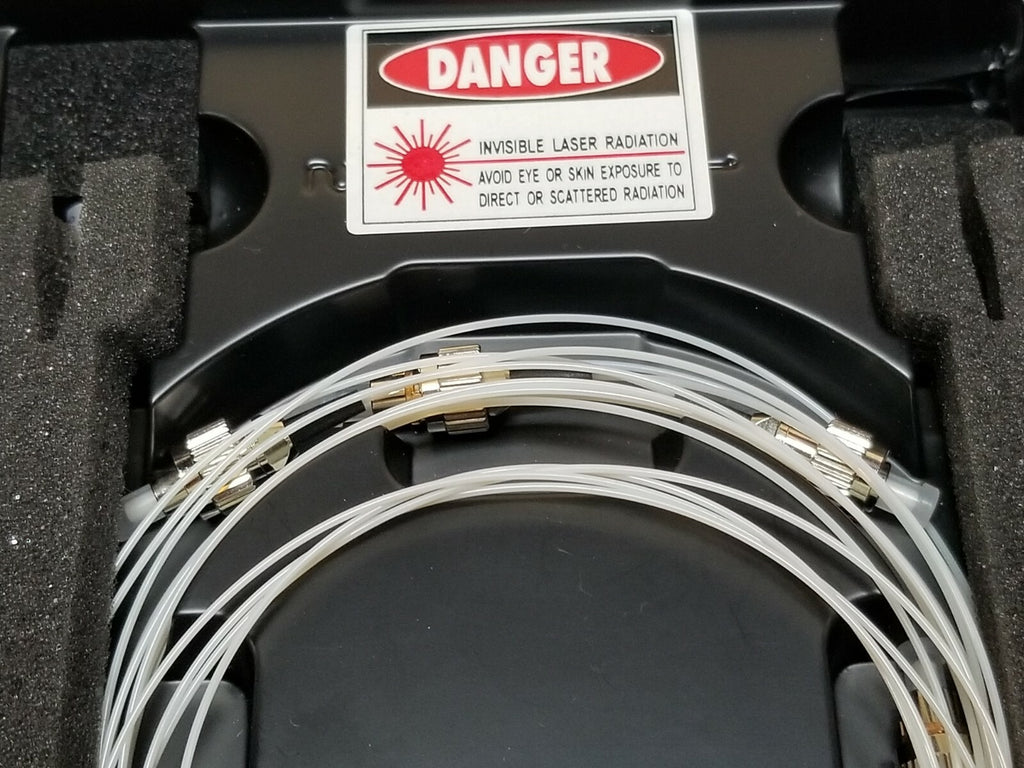 DANGER
INVISIBLE LASER RADIATION
AVOID EYE OR SKIN EXPOSURE TO
DIRECT OR SCATTERED RADIATION